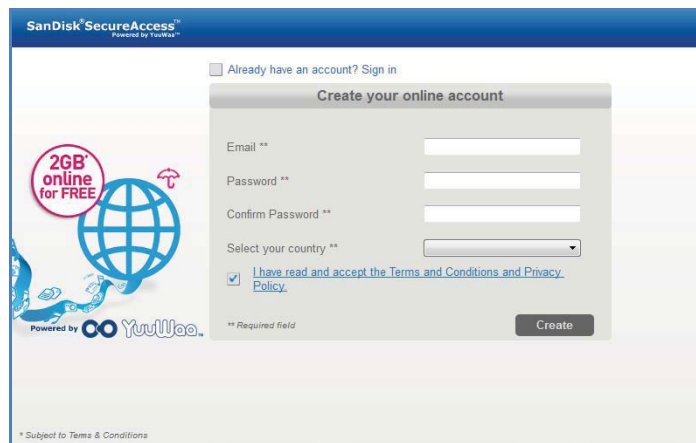 SanDisk®SecureAccess™
Powered by YuuWaa™
Already have an account? Sign in
Create your online account
2GB*
online
for FREE
Email **
Password **
Confirm Password **
Select your country **
I have read and accept the Terms and Conditions and Privacy
Policy.
Powered by YuuWaa™
** Required field
Create
* Subject to Tems & Conditions